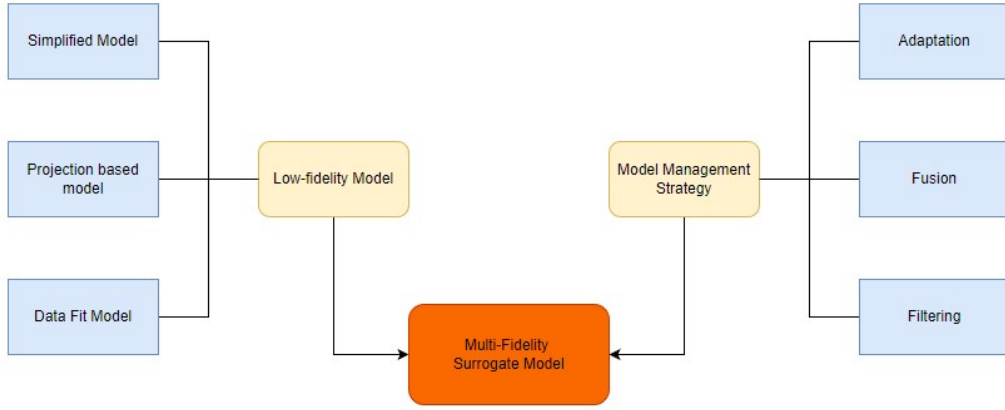 Simplified Model
Adaptation
Projection based
model
Low-fidelity Model
Model Management
Strategy
Fusion
Data Fit Model
Multi-Fidelity
Surrogate Model
Filtering